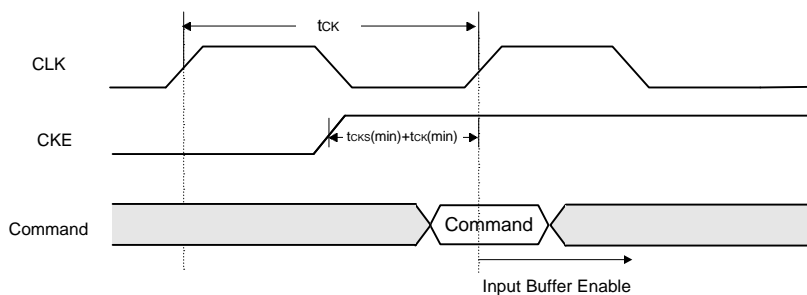 tCK
CLK
CKE
tCKS(min)+tCK(min)
Command
Command
Input Buffer Enable